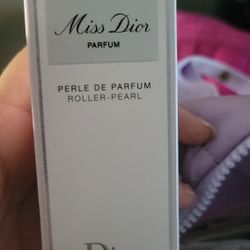 Miss Dior
PARFUM
PERLE DE PARFUM
ROLLER-PEARL